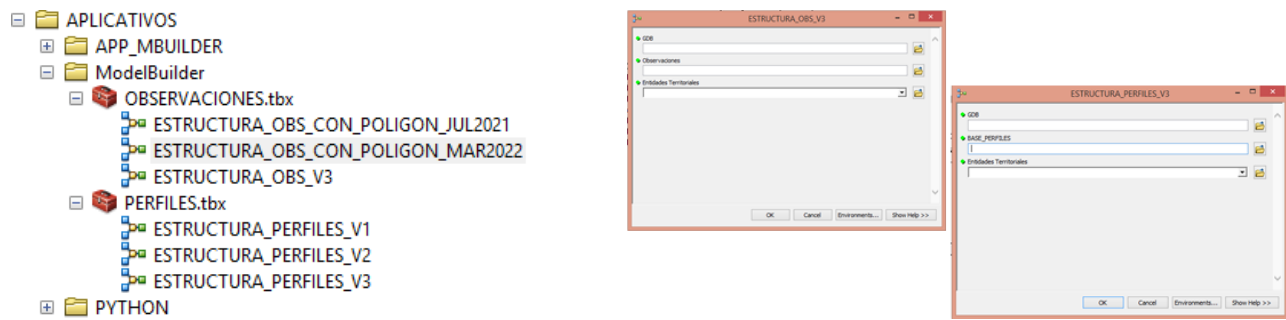 APLICATIVOS
APP_MBUILDER
ModelBuilder
OBSERVACIONES.tbx
ESTRUCTURA_OBS_CON_POLIGON_JUL2021
ESTRUCTURA_OBS_CON_POLIGON_MAR2022
ESTRUCTURA_OBS_V3
PERFILES.tbx
ESTRUCTURA_PERFILES_V1
ESTRUCTURA_PERFILES_V2
ESTRUCTURA_PERFILES_V3
PYTHON
ESTRUCTURA_OBS_V3
GDB
Observaciones
Entidades Territoriales
OK Cancel Environments... Show Help >>
ESTRUCTURA_PERFILES_V3
GDB
BASE_PERFILES
Entidades Territoriales
OK Cancel Environments... Show Help >>